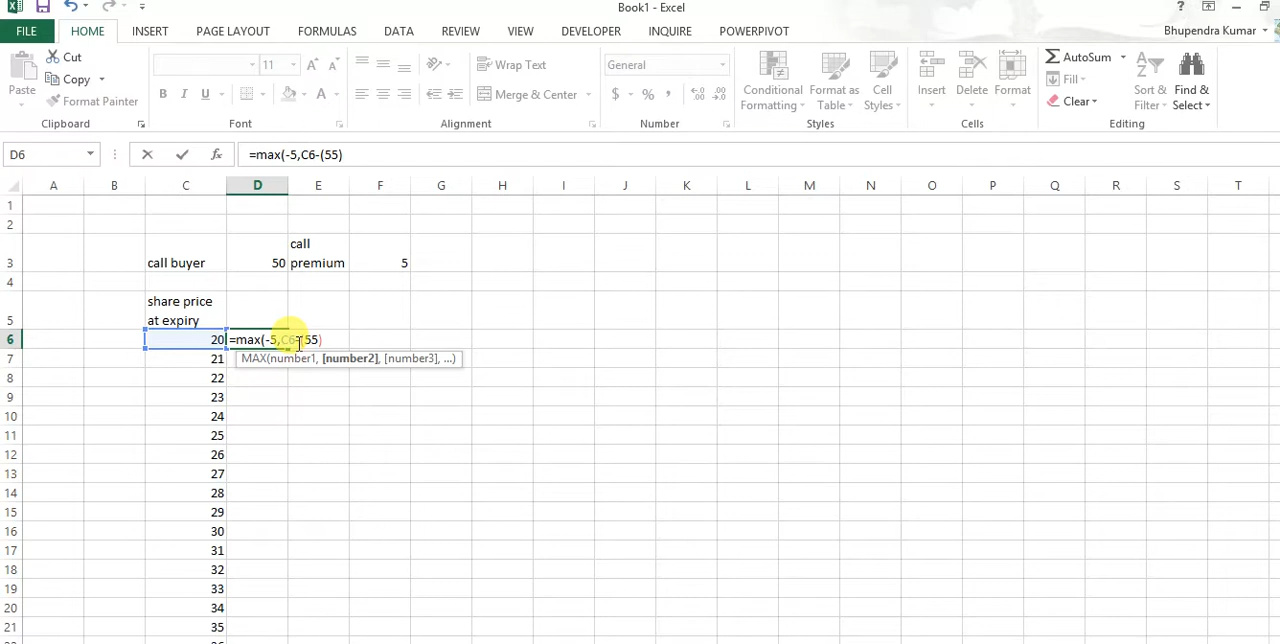 Book1 - Excel
?
FILE HOME INSERT PAGE LAYOUT FORMULAS DATA REVIEW VIEW DEVELOPER INQUIRE POWERPIVOT Bhupendra Kumar
Paste
Cut
Copy
Format Painter
Clipboard
11
A A
B I U A
Font
Wrap Text
Merge & Center
Alignment
General
$ % ,
Number
Conditional
Formatting
Format as
Table
Cell
Styles
Styles
Insert Delete Format
Cells
AutoSum
Fill
Clear
Sort &
Filter
Find &
Select
Editing
D6 fx =max(-5,C6-(55)
A B C D E F G H I J K L M N O P Q R S T
1
2
3 call buyer 50 call premium 5
4
5 share price
at expiry
6 20 =max(-5,C6-(55)
MAX(number1, [number2], [number3], ...)
7 21
8 22
9 23
10 24
11 25
12 26
13 27
14 28
15 29
16 30
17 31
18 32
19 33
20 34
21 35